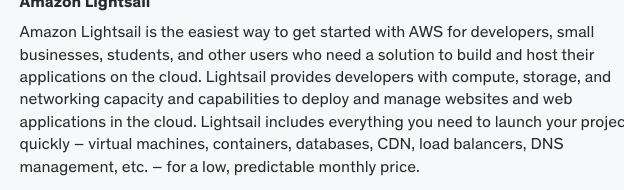 Amazon Lightsail
Amazon Lightsail is the easiest way to get started with AWS for developers, small
businesses, students, and other users who need a solution to build and host their
applications on the cloud. Lightsail provides developers with compute, storage, and
networking capacity and capabilities to deploy and manage websites and web
applications in the cloud. Lightsail includes everything you need to launch your projec
quickly – virtual machines, containers, databases, CDN, load balancers, DNS
management, etc. – for a low, predictable monthly price.